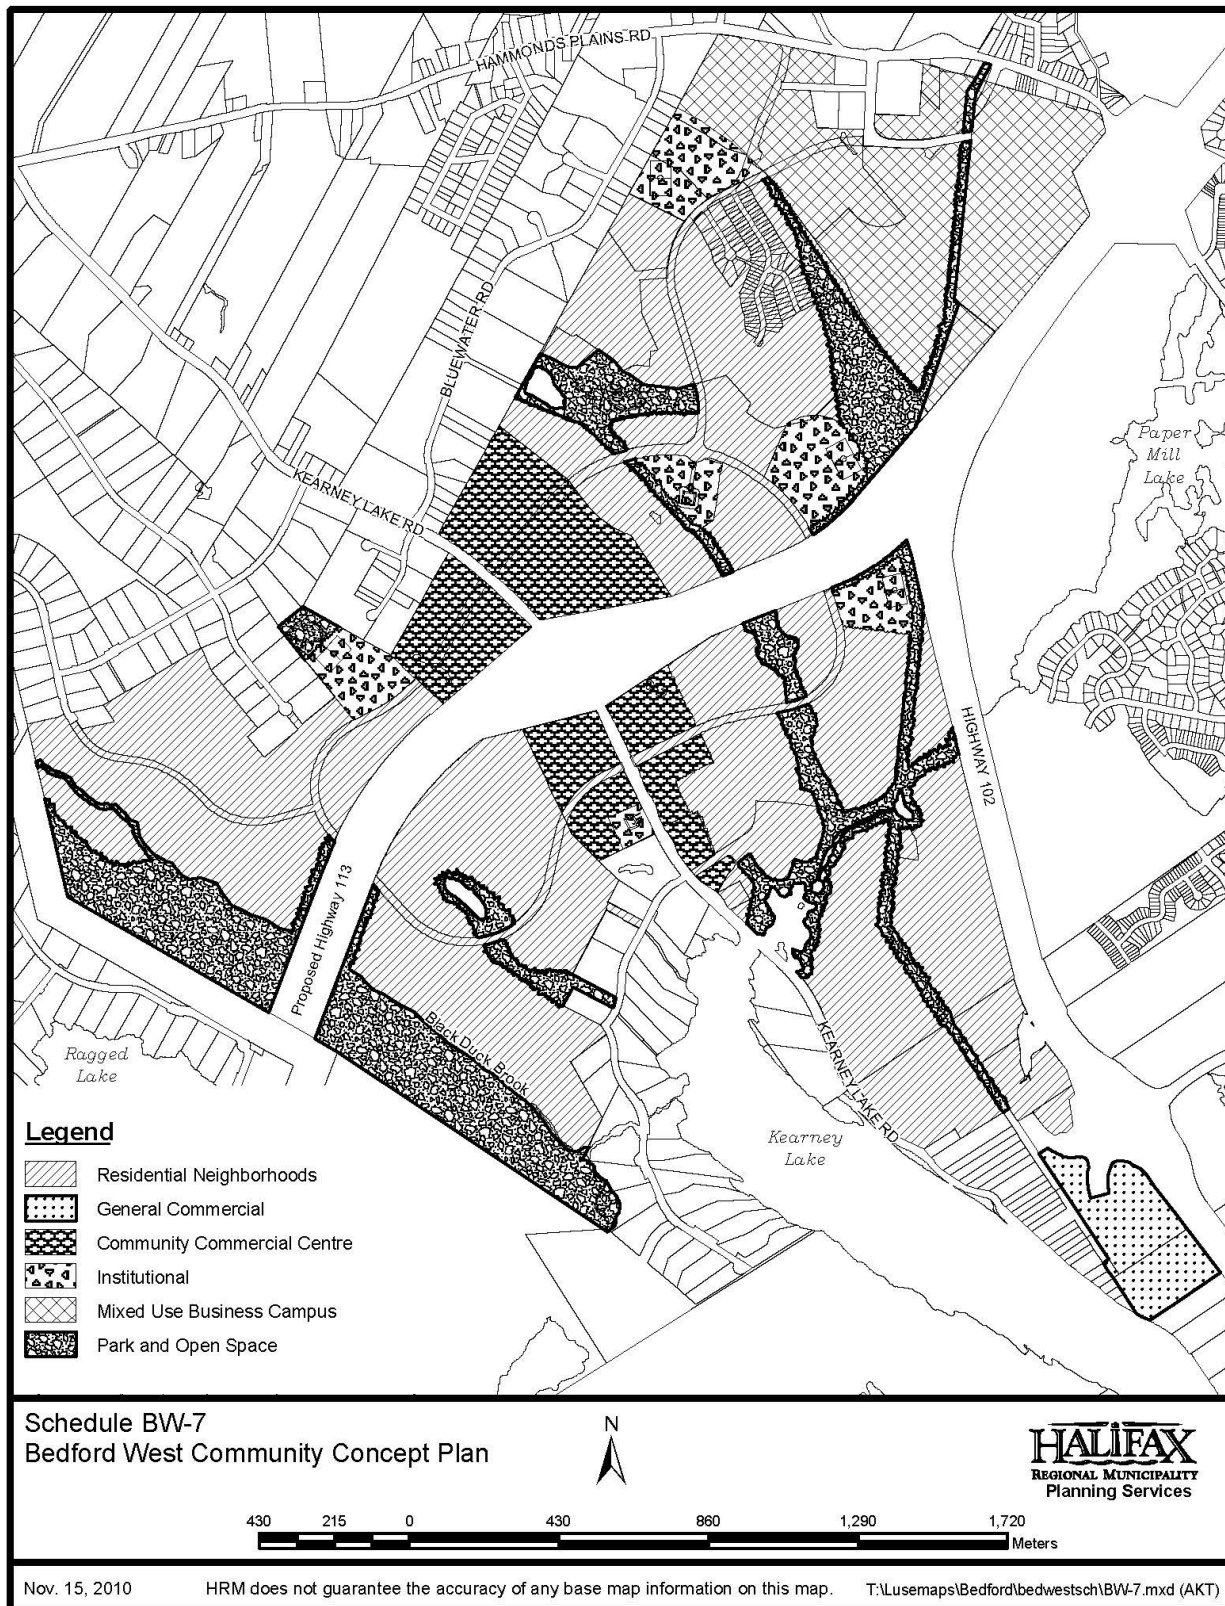 HAMMONDS PLAINS RD
BLUEWATER RD
KEARNEY LAKE RD
Paper
Mill
Lake
HIGHWAY 102
Proposed Highway 113
Black Duck Brook
Ragged
Lake
KEARNEY LAKE RD
Kearney
Lake
Legend
Residential Neighborhoods
General Commercial
Community Commercial Centre
Institutional
Mixed Use Business Campus
Park and Open Space
Schedule BW-7
Bedford West Community Concept Plan
N
HALIFAX
REGIONAL MUNICIPALITY
Planning Services
430 215 0 430 860 1,290 1,720
Meters
Nov. 15, 2010 HRM does not guarantee the accuracy of any base map information on this map. T:\Lusemaps\Bedford\bedwestsch\BW-7.mxd (AKT)